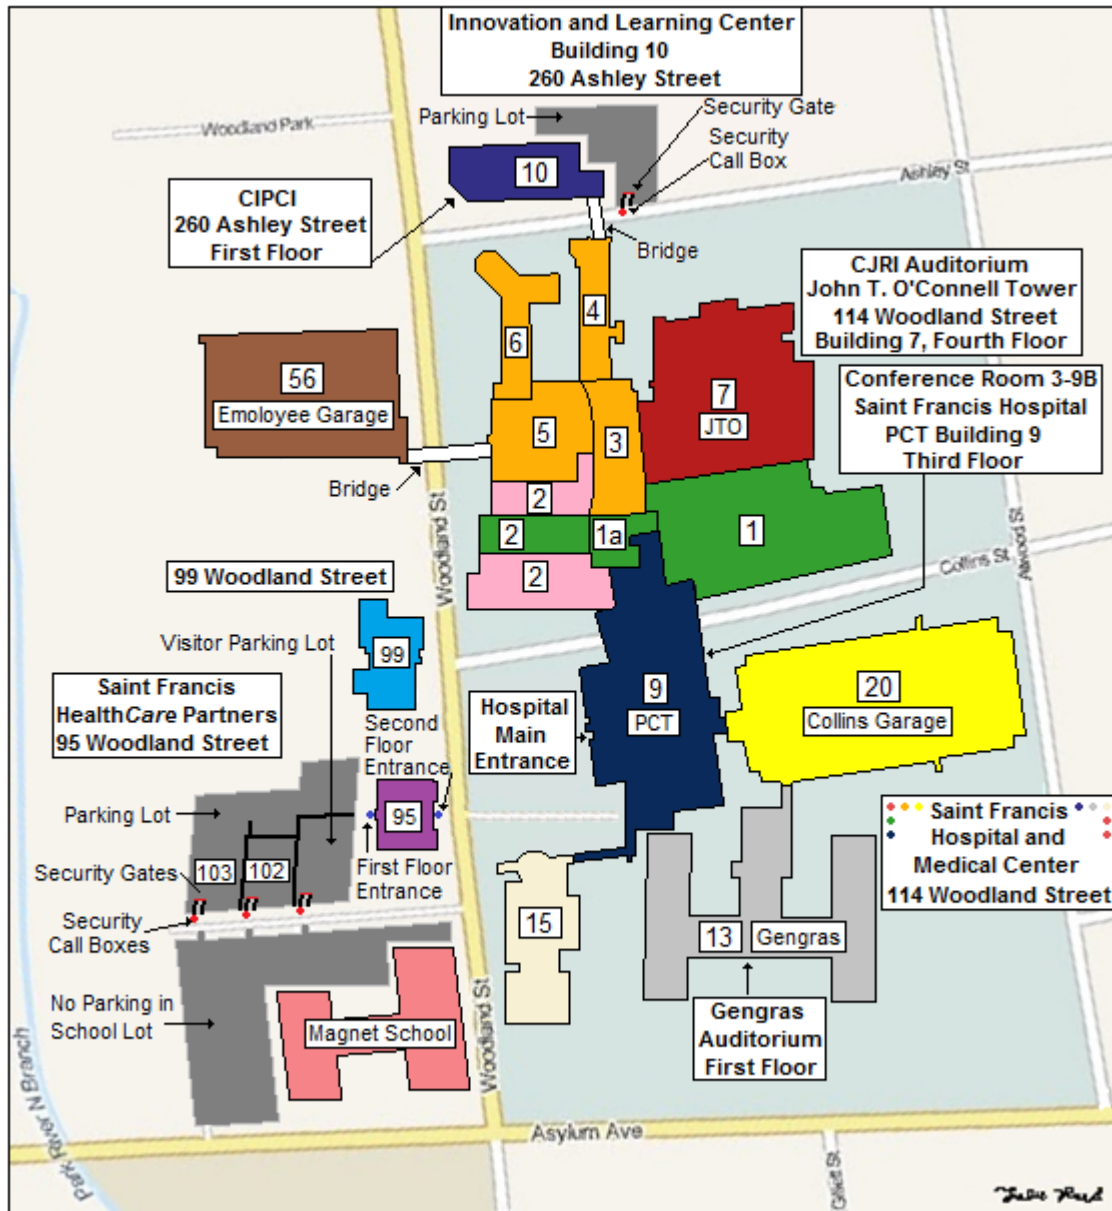 Innovation and Learning Center
Building 10
260 Ashley Street
Parking Lot
Security Gate
Security
Call Box
Woodland Park
Ashley St
10
CIPCI
260 Ashley Street
First Floor
Bridge
CJRI Auditorium
John T. O'Connell Tower
114 Woodland Street
Building 7, Fourth Floor
4
6
56
Emoloyee Garage
7
JTO
Conference Room 3-9B
Saint Francis Hospital
PCT Building 9
Third Floor
5
3
Bridge
2
2
1a
1
2
Woodland St
Atwood St
Collins St
99 Woodland Street
Visitor Parking Lot
99
Saint Francis
HealthCare Partners
95 Woodland Street
Second
Floor
Entrance
Hospital
Main
Entrance
9
PCT
20
Collins Garage
Parking Lot
95
First Floor
Entrance
Saint Francis
Hospital and
Medical Center
114 Woodland Street
Security Gates
103
102
Security
Call Boxes
15
13
Gengras
No Parking in
School Lot
Magnet School
Gengras
Auditorium
First Floor
Woodland St
Park River N Branch
Asylum Ave
Gillett St